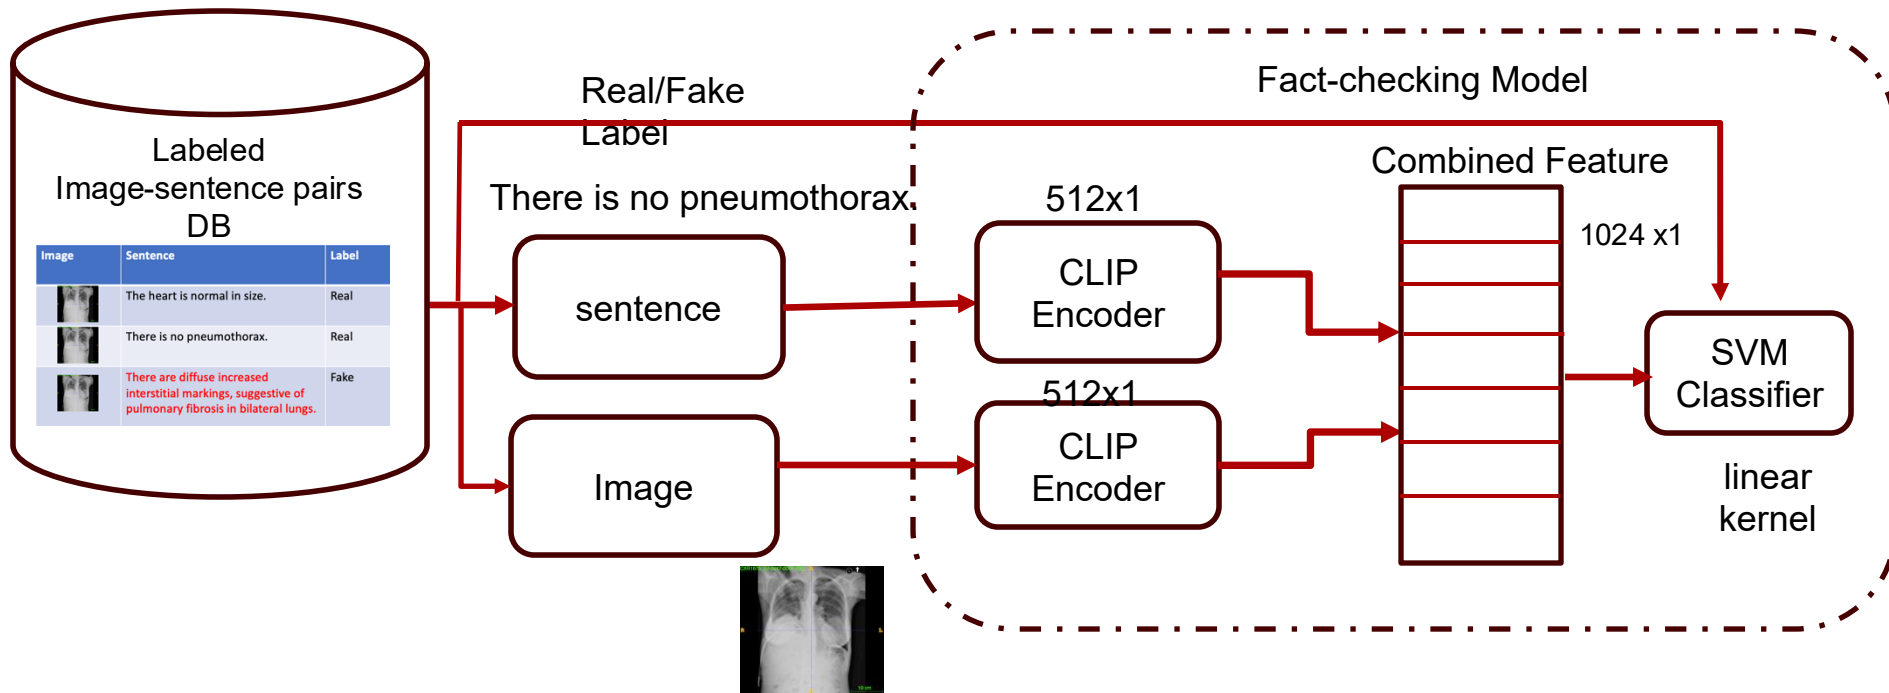 Labeled
Image-sentence pairs
DB
Image Sentence Label
The heart is normal in size. Real
There is no pneumothorax. Real
There are diffuse increased Fake
interstitial markings, suggestive of
pulmonary fibrosis in bilateral lungs.
Real/Fake
Label
There is no pneumothorax.
sentence
Image
Fact-checking Model
512x1
CLIP
Encoder
512x1
CLIP
Encoder
Combined Feature
1024 x1
SVM
Classifier
linear
kernel
10 cm